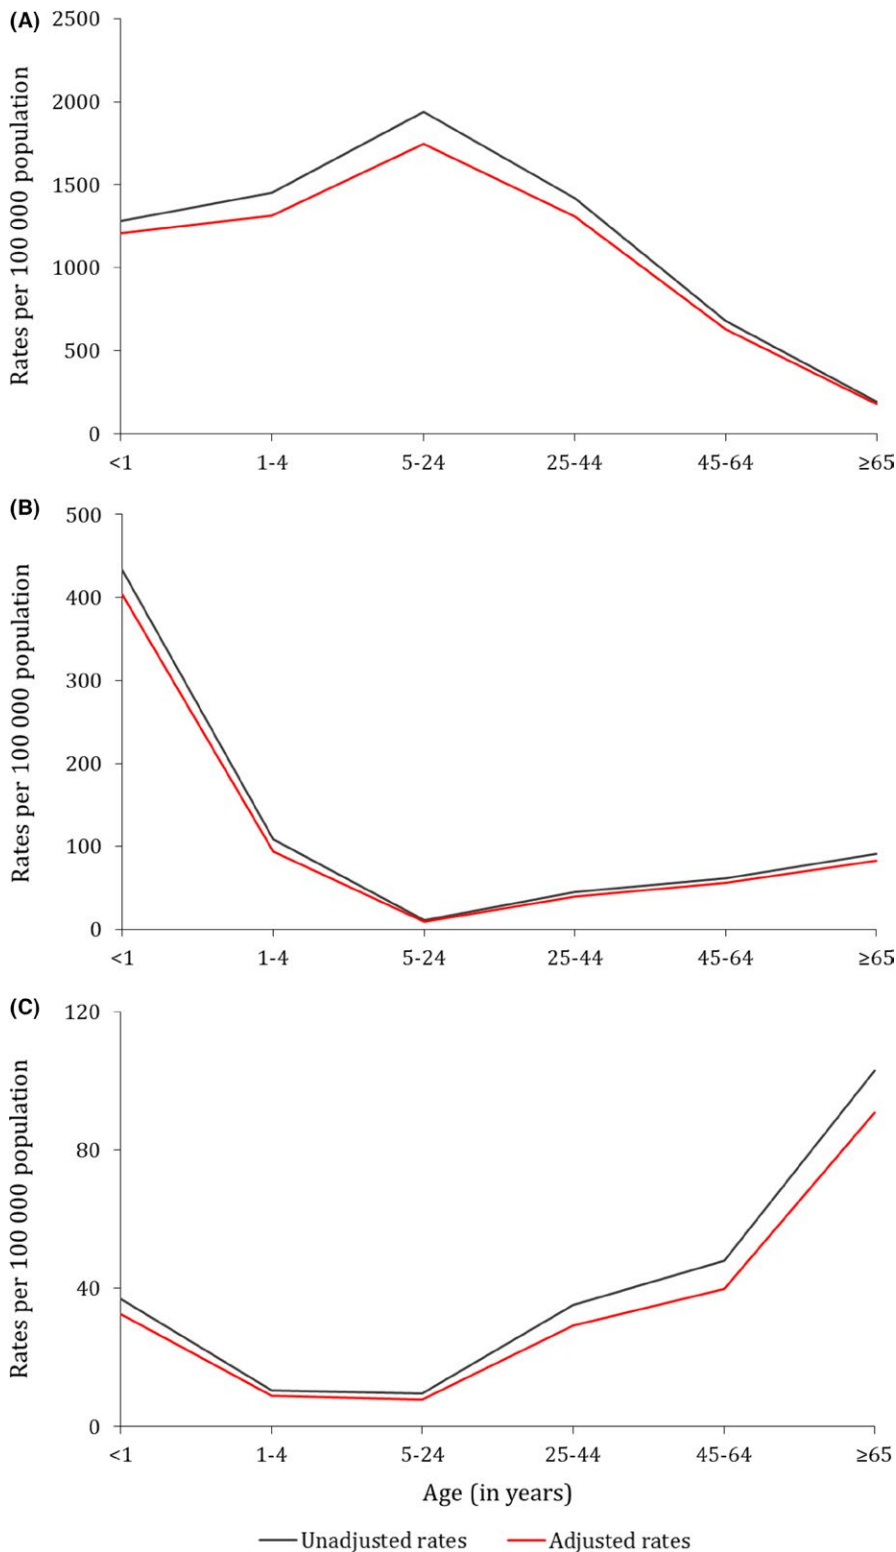 (A)
Rates per 100 000 population
2500
2000
1500
1000
500
0
<1 1-4 5-24 25-44 45-64 ≥65
(B)
Rates per 100 000 population
500
400
300
200
100
0
<1 1-4 5-24 25-44 45-64 ≥65
(C)
Rates per 100 000 population
120
80
40
0
<1 1-4 5-24 25-44 45-64 ≥65
Age (in years)
Unadjusted rates Adjusted rates